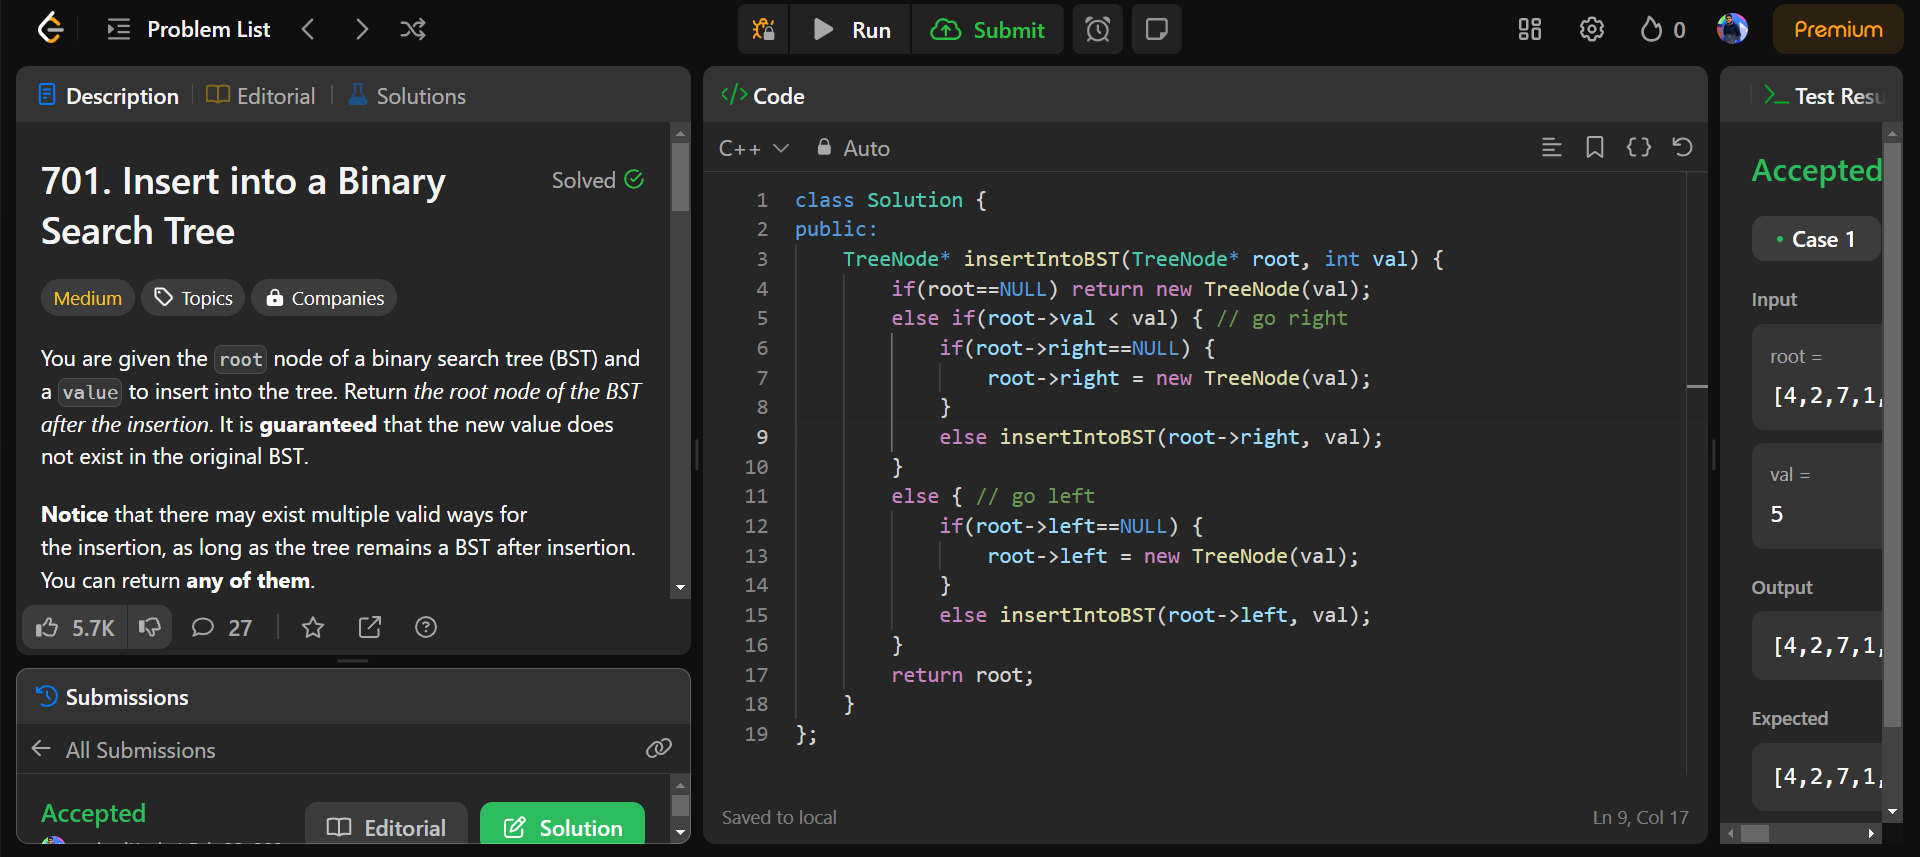 Problem List
Run
Submit
0
Premium
Description
Editorial
Solutions
701. Insert into a Binary
Search Tree
Solved
Medium
Topics
Companies
You are given the root node of a binary search tree (BST) and
a value to insert into the tree. Return the root node of the BST
after the insertion. It is guaranteed that the new value does
not exist in the original BST.
Notice that there may exist multiple valid ways for
the insertion, as long as the tree remains a BST after insertion.
You can return any of them.
5.7K
27
Submissions
All Submissions
Accepted
Editorial
Solution
</> Code
C++
Auto
1 class Solution {
2 public:
3 TreeNode* insertIntoBST(TreeNode* root, int val) {
4 if(root==NULL) return new TreeNode(val);
5 else if(root->val < val) { // go right
6 if(root->right==NULL) {
7 root->right = new TreeNode(val);
8 }
9 else insertIntoBST(root->right, val);
10 }
11 else { // go left
12 if(root->left==NULL) {
13 root->left = new TreeNode(val);
14 }
15 else insertIntoBST(root->left, val);
16 }
17 return root;
18 }
19 };
Saved to local
Ln 9, Col 17
Test Resu
Accepted
Case 1
Input
root =
[4,2,7,1,
val =
5
Output
[4,2,7,1,
Expected
[4,2,7,1,